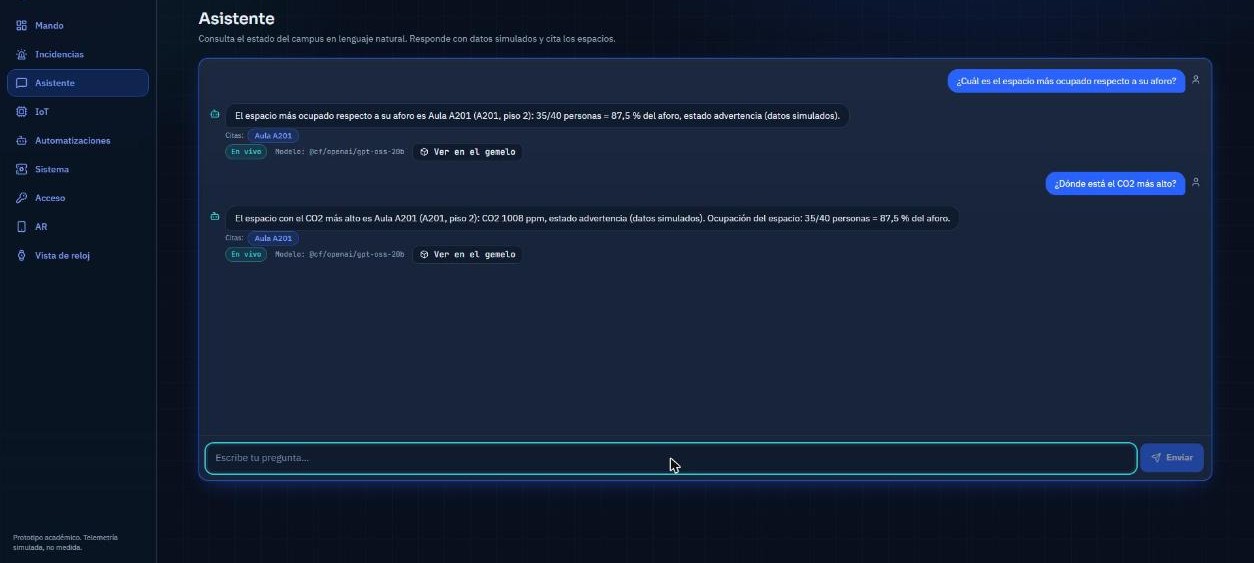 Mando
Incidencias
Asistente
IoT
Automatizaciones
Sistema
Acceso
AR
Vista de reloj
Prototipo académico. Telemetría
simulada, no medida.
Asistente
Consulta el estado del campus en lenguaje natural. Responde con datos simulados y cita los espacios.
¿Cuál es el espacio más ocupado respecto a su aforo?
El espacio más ocupado respecto a su aforo es Aula A201 (A201, piso 2): 35/40 personas = 87,5 % del aforo, estado advertencia (datos simulados).
Citas: Aula A201
En vivo Modelo: @cf/openai/gpt-oss-20b Ver en el gemelo
¿Dónde está el CO2 más alto?
El espacio con el CO2 más alto es Aula A201 (A201, piso 2): CO2 1008 ppm, estado advertencia (datos simulados). Ocupación del espacio: 35/40 personas = 87,5 % del aforo.
Citas: Aula A201
En vivo Modelo: @cf/openai/gpt-oss-20b Ver en el gemelo
Escribe tu pregunta... Enviar